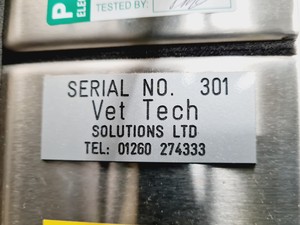 TESTED BY:
SERIAL NO. 301
Vet Tech
SOLUTIONS LTD
TEL: 01260 274333